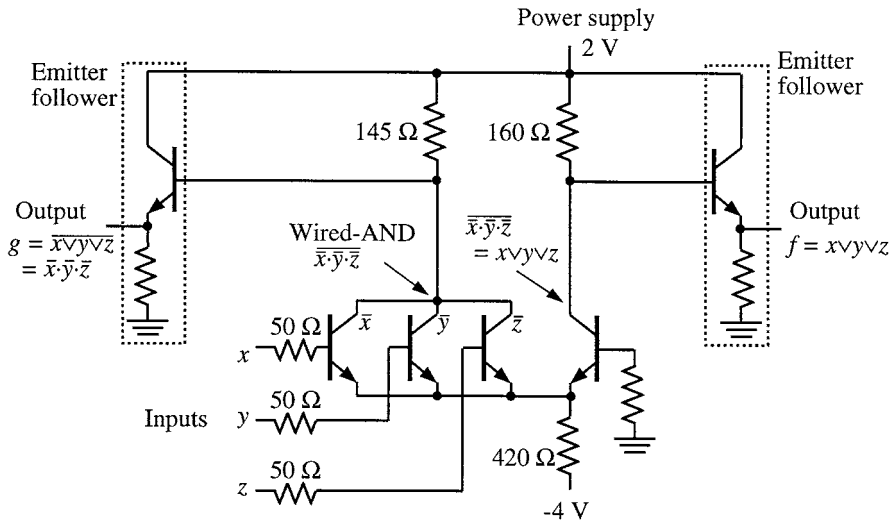 Power supply
2 V
Emitter
follower
Emitter
follower
145 Ω
160 Ω
Output
g = x̅∨̅y̅∨̅z̅
= x̄·ȳ·z̄
Wired-AND
x̿·y̿·z̿
x̿·̅y̿·̅z̿
= x∨y∨z
Output
f = x∨y∨z
x̄
ȳ
z̄
50 Ω
x
50 Ω
Inputs
y
50 Ω
z
420 Ω
-4 V